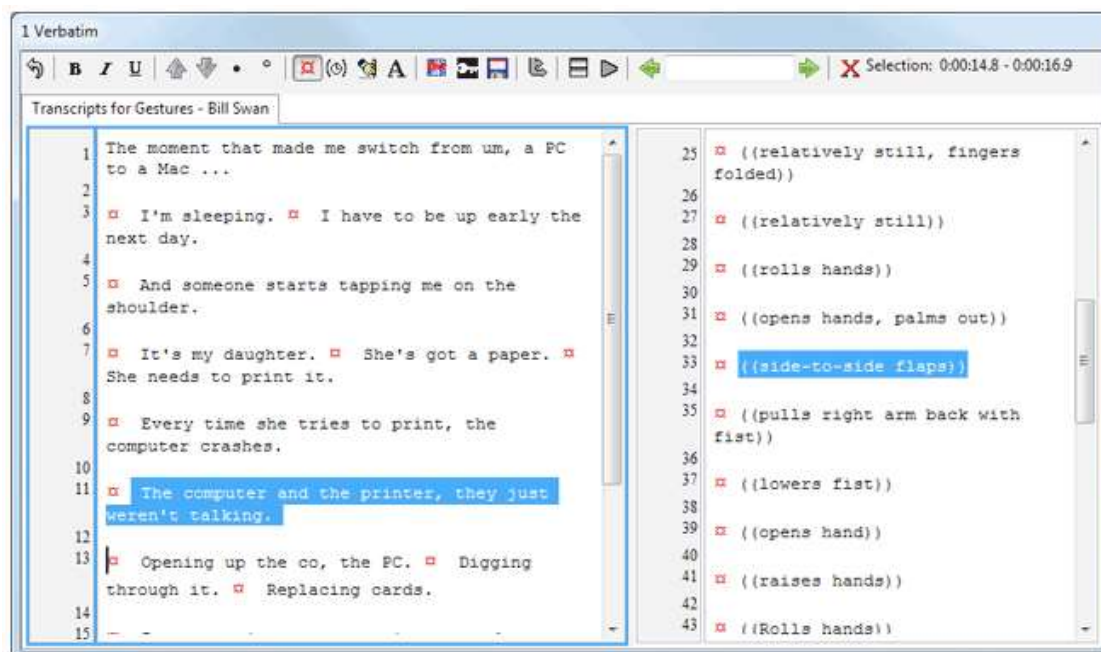 1 Verbatim
B I U A Selection: 0:00:14.8 - 0:00:16.9
Transcripts for Gestures - Bill Swan
1 The moment that made me switch from um, a PC
to a Mac ...
2
3 ¤ I'm sleeping. ¤ I have to be up early the
next day.
4
5 ¤ And someone starts tapping me on the
shoulder.
6
7 ¤ It's my daughter. ¤ She's got a paper. ¤
She needs to print it.
8
9 ¤ Every time she tries to print, the
computer crashes.
10
11 ¤ The computer and the printer, they just
weren't talking.
12
13 ¤ Opening up the co, the PC. ¤ Digging
through it. ¤ Replacing cards.
14
15
25 ¤ ((relatively still, fingers
folded))
26
27 ¤ ((relatively still))
28
29 ¤ ((rolls hands))
30
31 ¤ ((opens hands, palms out))
32
33 ¤ ((side-to-side flaps))
34
35 ¤ ((pulls right arm back with
fist))
36
37 ¤ ((lowers fist))
38
39 ¤ ((opens hand))
40
41 ¤ ((raises hands))
42
43 ¤ ((Rolls hands))